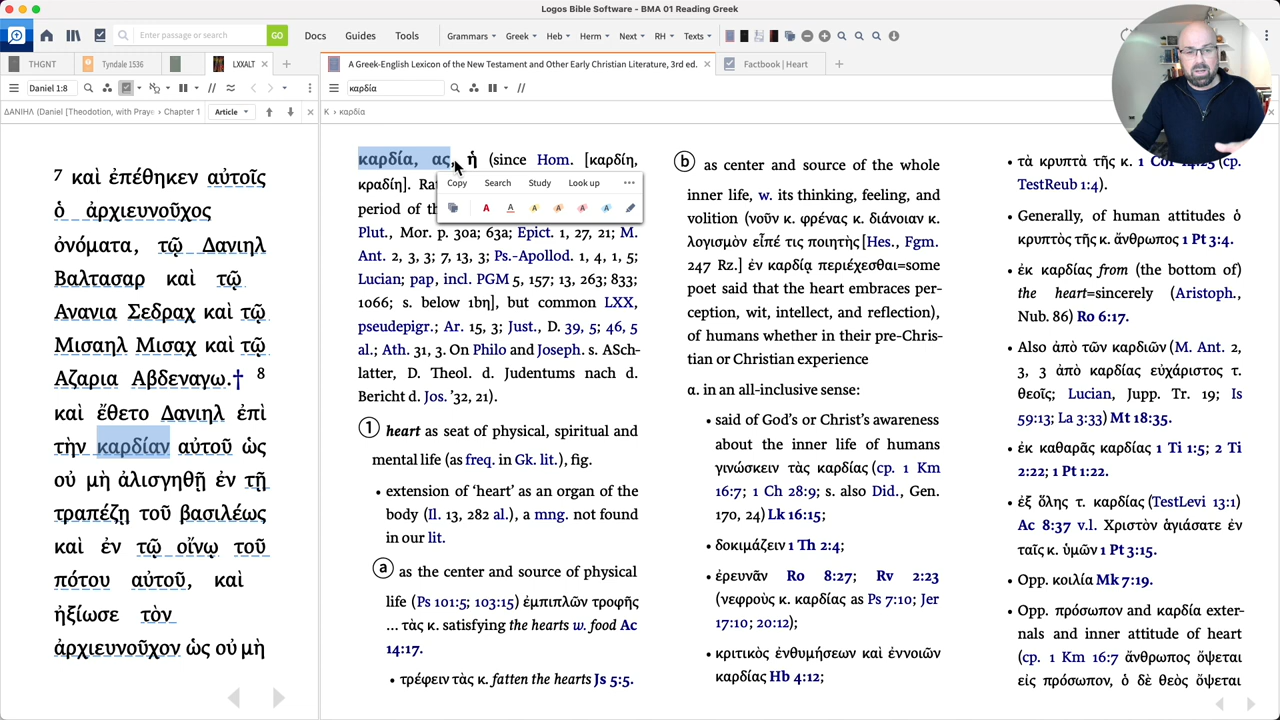 Logos Bible Software - BMA 01 Reading Greek
Enter passage or search GO Docs Guides Tools Grammars Greek Heb Herm Next RH Texts
THGNT Tyndale 1536 LXXALT
Daniel 1:8
ΔΑΝΙΗΛ (Daniel [Theodotion, with Praye › Chapter 1 Article
7 καὶ ἐπέθηκεν αὐτοῖς
ὁ ἀρχιευνοῦχος
ὀνόματα, τῷ Δανιηλ
Βαλτασαρ καὶ τῷ
Ανανια Σεδραχ καὶ τῷ
Μισαηλ Μισαχ καὶ τῷ
Αζαρια Αβδεναγω.† 8
καὶ ἔθετο Δανιηλ ἐπὶ
τὴν καρδίαν αὐτοῦ ὡς
οὐ μὴ ἀλισγηθῇ ἐν τῇ
τραπέζῃ τοῦ βασιλέως
καὶ ἐν τῷ οἴνῳ τοῦ
πότου αὐτοῦ, καὶ
ἠξίωσε τὸν
ἀρχιευνοῦχον ὡς οὐ μὴ
A Greek-English Lexicon of the New Testament and Other Early Christian Literature, 3rd ed. Factbook | Heart
καρδία
K › καρδία
καρδία, ας, ἡ (since Hom. [καρδίη,
κραδίη]. Ra
period of th
Plut., Mor. p. 30a; 63a; Epict. 1, 27, 21; M.
Ant. 2, 3, 3; 7, 13, 3; Ps.-Apollod. 1, 4, 1, 5;
Lucian; pap, incl. PGM 5, 157; 13, 263; 833;
1066; s. below 1bη], but common LXX,
pseudepigr.; Ar. 15, 3; Just., D. 39, 5; 46, 5
al.; Ath. 31, 3. On Philo and Joseph. s. ASch-
latter, D. Theol. d. Judentums nach d.
Bericht d. Jos. ’32, 21).
① heart as seat of physical, spiritual and
mental life (as freq. in Gk. lit.), fig.
• extension of ‘heart’ as an organ of the
body (Il. 13, 282 al.), a mng. not found
in our lit.
ⓐ as the center and source of physical
life (Ps 101:5; 103:15) ἐμπιπλῶν τροφῆς
… τὰς κ. satisfying the hearts w. food Ac
14:17.
• τρέφειν τὰς κ. fatten the hearts Js 5:5.
Copy Search Study Look up
ⓑ as center and source of the whole
inner life, w. its thinking, feeling, and
volition (νοῦν κ. φρένας κ. διάνοιαν κ.
λογισμὸν εἶπέ τις ποιητὴς [Hes., Fgm.
247 Rz.] ἐν καρδίᾳ περιέχεσθαι=some
poet said that the heart embraces per-
ception, wit, intellect, and reflection),
of humans whether in their pre-Chris-
tian or Christian experience
α. in an all-inclusive sense:
• said of God’s or Christ’s awareness
about the inner life of humans
γινώσκειν τὰς καρδίας (cp. 1 Km
16:7; 1 Ch 28:9; s. also Did., Gen.
170, 24) Lk 16:15;
• δοκιμάζειν 1 Th 2:4;
• ἐρευνᾶν Ro 8:27; Rv 2:23
(νεφροὺς κ. καρδίας as Ps 7:10; Jer
17:10; 20:12);
• κριτικὸς ἐνθυμήσεων καὶ ἐννοιῶν
καρδίας Hb 4:12;
• τὰ κρυπτὰ τῆς κ. 1 Cor 14:25 (cp.
TestReub 1:4).
• Generally, of human attitudes ὁ
κρυπτὸς τῆς κ. ἄνθρωπος 1 Pt 3:4.
• ἐκ καρδίας from (the bottom of)
the heart=sincerely (Aristoph.,
Nub. 86) Ro 6:17.
• Also ἀπὸ τῶν καρδιῶν (M. Ant. 2,
3, 3 ἀπὸ καρδίας εὐχάριστος τ.
θεοῖς; Lucian, Jupp. Tr. 19; Is
59:13; La 3:33) Mt 18:35.
• ἐκ καθαρᾶς καρδίας 1 Ti 1:5; 2 Ti
2:22; 1 Pt 1:22.
• ἐξ ὅλης τ. καρδίας (TestLevi 13:1)
Ac 8:37 v.l. Χριστὸν ἁγιάσατε ἐν
ταῖς κ. ὑμῶν 1 Pt 3:15.
• Opp. κοιλία Mk 7:19.
• Opp. πρόσωπον and καρδία exter-
nals and inner attitude of heart
(cp. 1 Km 16:7 ἄνθρωπος ὄψεται
εἰς πρόσωπον, ὁ δὲ θεὸς ὄψεται